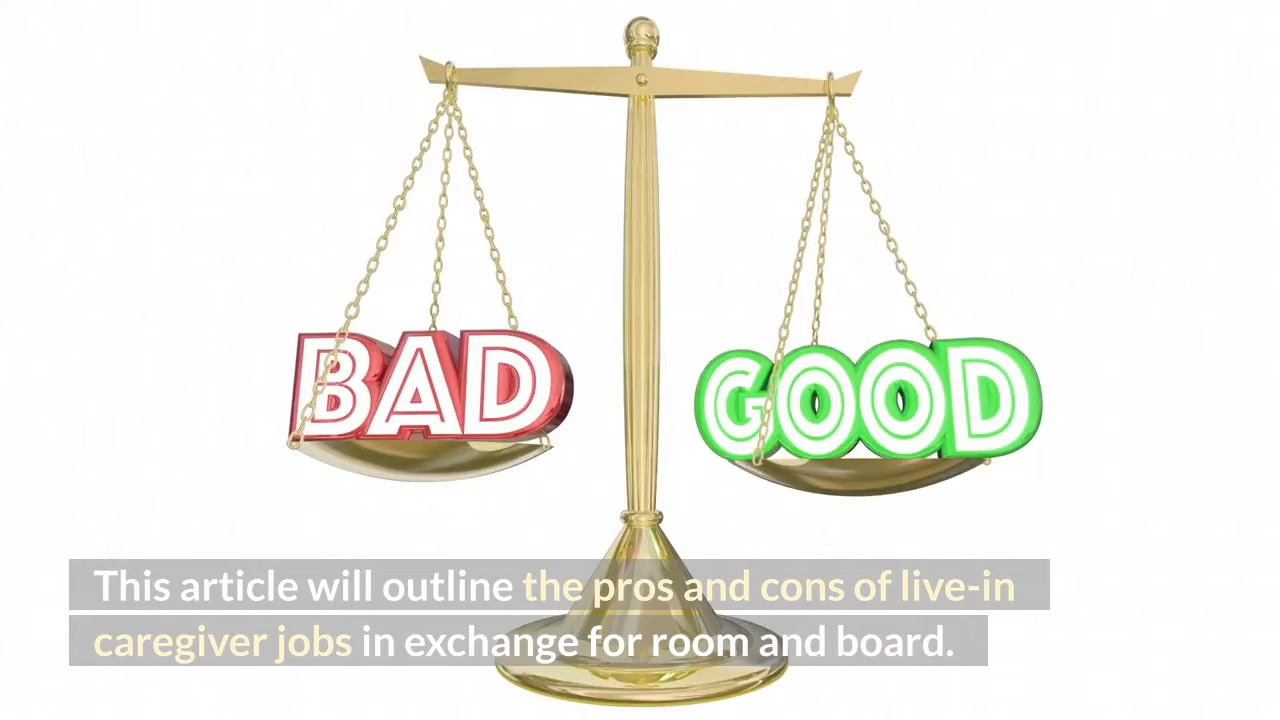 BAD
GOOD
This article will outline the pros and cons of live-in
caregiver jobs in exchange for room and board.